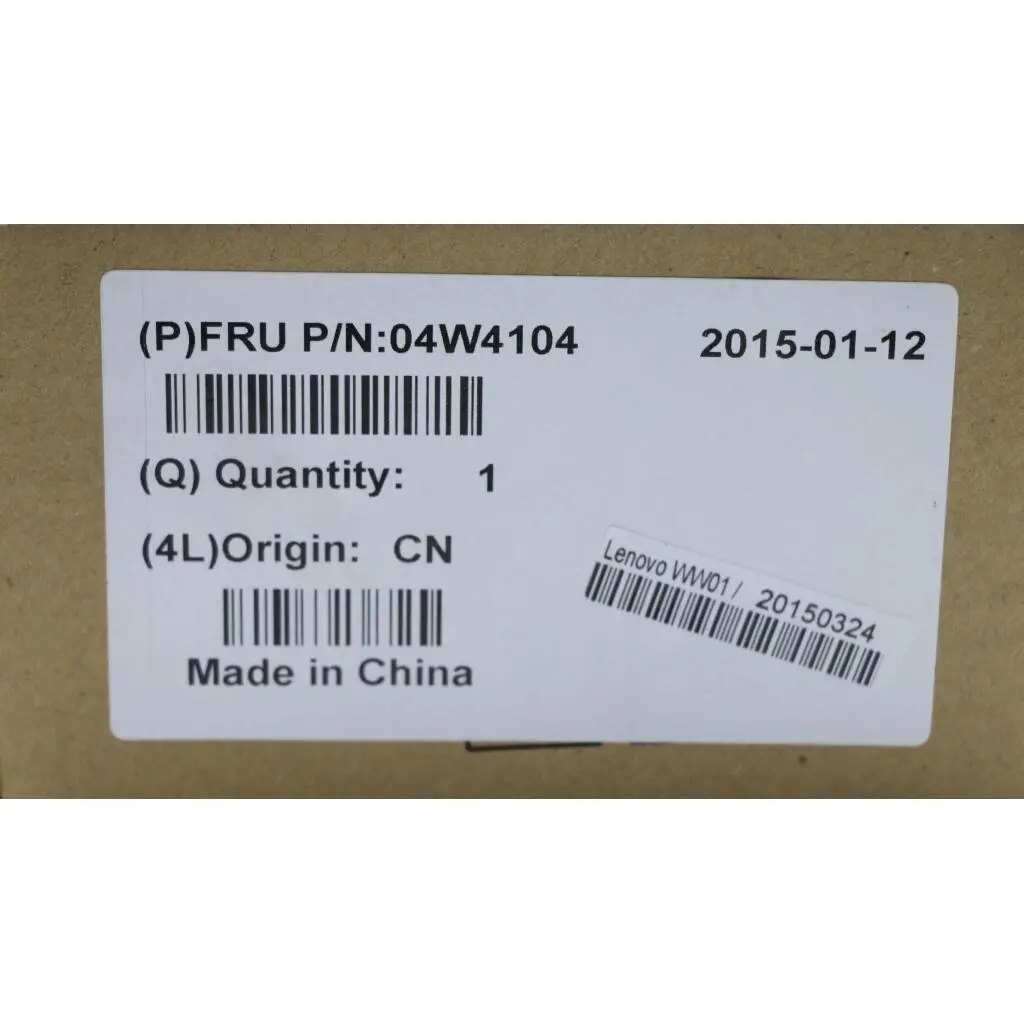 (P)FRU P/N:04W4104 2015-01-12
(Q) Quantity: 1
(4L)Origin: CN
Made in China
Lenovo WW01/ 20150324